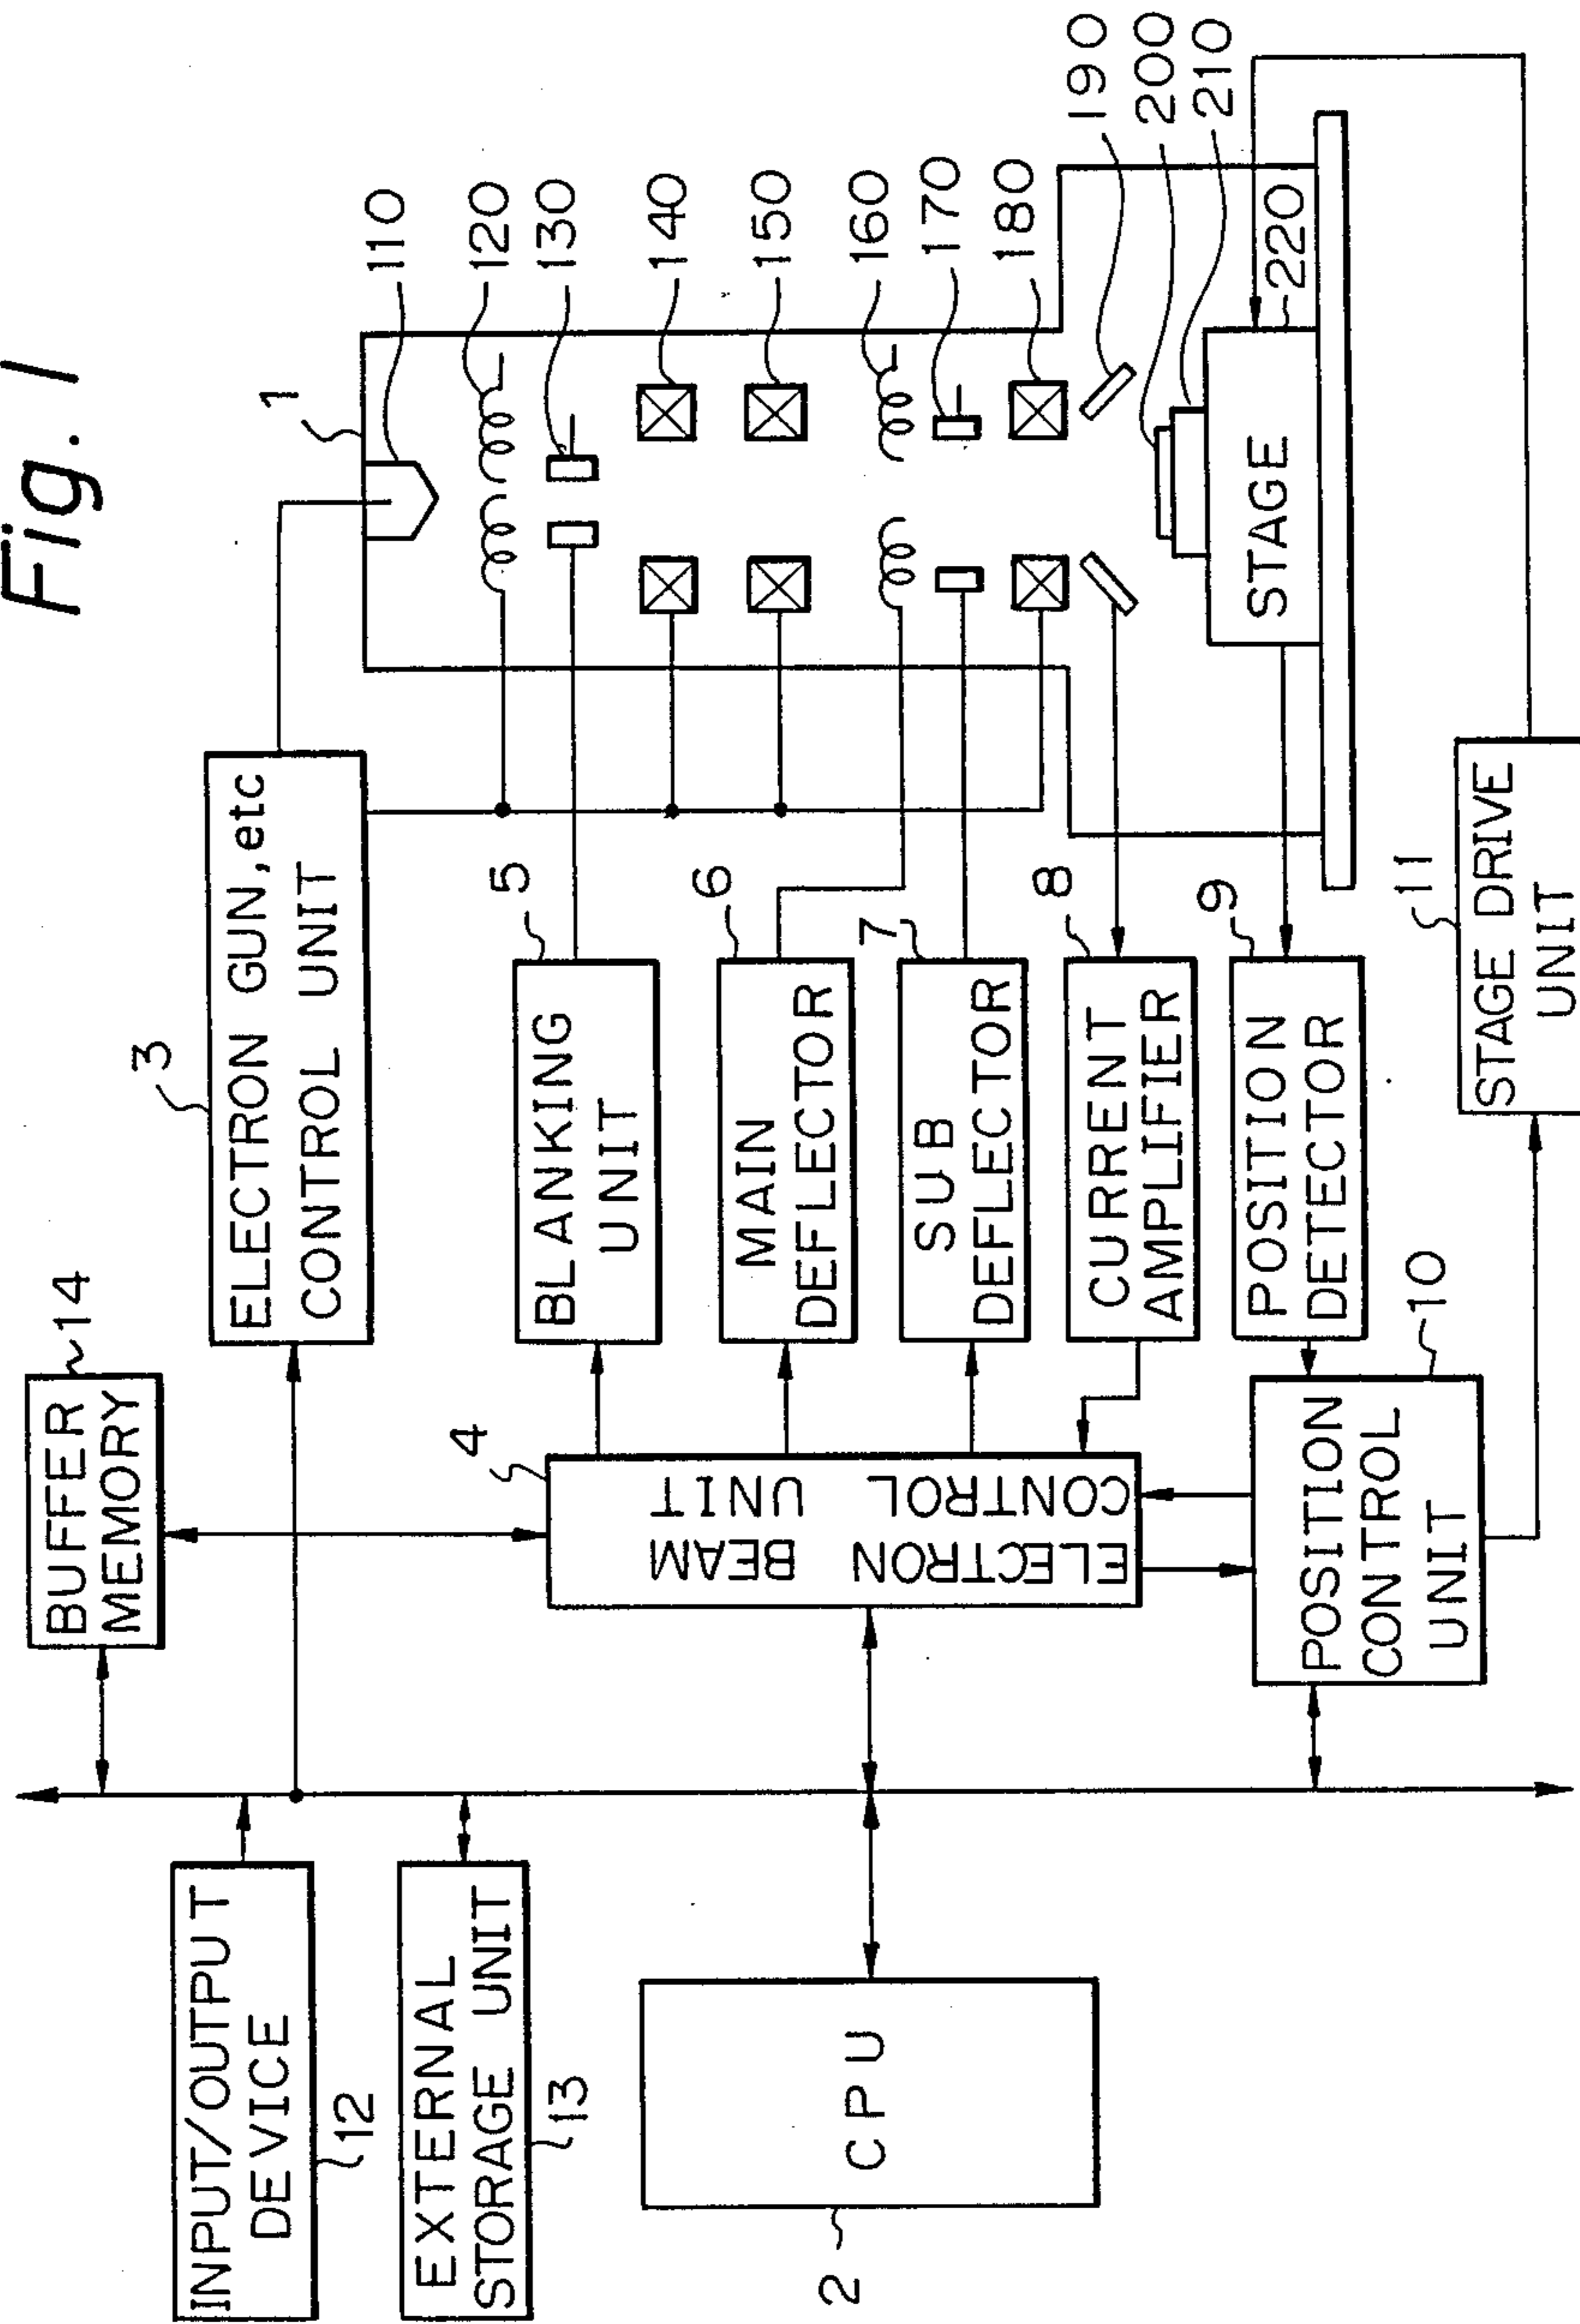 Fig. 1
1
110
120
130
140
150
160
170
180
190
200
210
220
STAGE
3
ELECTRON GUN, etc
CONTROL UNIT
5
BLANKING
UNIT
6
MAIN
DEFLECTOR
7
SUB
DEFLECTOR
8
CURRENT
AMPLIFIER
9
POSITION
DETECTOR
11
STAGE DRIVE
UNIT
14
BUFFER
MEMORY
4
ELECTRON BEAM
CONTROL UNIT
10
POSITION
CONTROL
UNIT
INPUT/OUTPUT
DEVICE
12
EXTERNAL
STORAGE UNIT
13
CPU
2